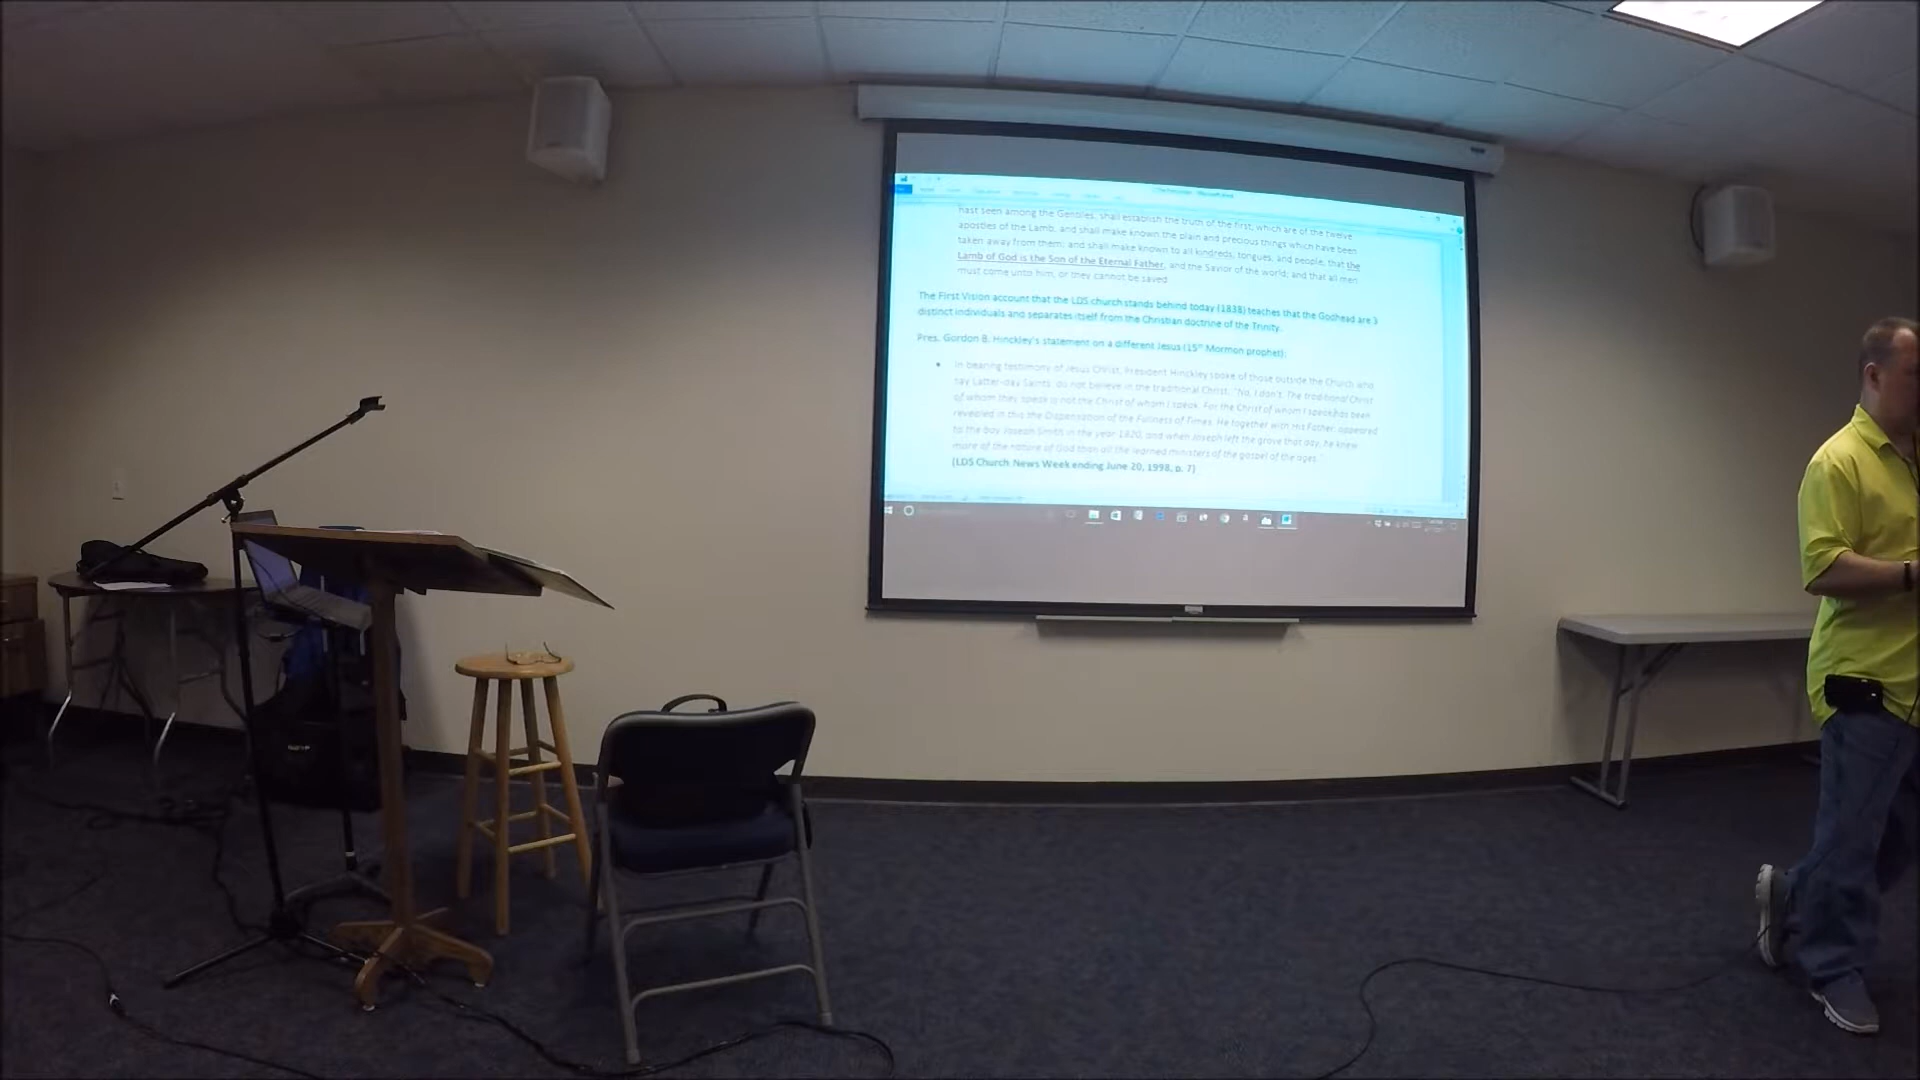 hast seen among the Gentiles, shall establish the truth of the first, which are of the twelve
apostles of the Lamb, and shall make known the plain and precious things which have been
taken away from them; and shall make known to all kindreds, tongues, and people, that the
Lamb of God is the Son of the Eternal Father, and the Savior of the world; and that all men
must come unto him, or they cannot be saved
The First Vision account that the LDS church stands behind today (1838) teaches that the Godhead are 3
distinct individuals and separates itself from the Christian doctrine of the Trinity.
Pres. Gordon B. Hinckley's statement on a different Jesus (15th Mormon prophet):
• In bearing testimony of Jesus Christ, President Hinckley spoke of those outside the Church who
say Latter-day Saints do not believe in the traditional Christ. "No, I don't. The traditional Christ
of whom they speak is not the Christ of whom I speak. For the Christ of whom I speak has been
revealed in this the Dispensation of the Fullness of Times. He together with His Father, appeared
to the boy Joseph Smith in the year 1820, and when Joseph left the grove that day, he knew
more of the nature of God than all the learned ministers of the gospel of the ages."
(LDS Church News Week ending June 20, 1998, p. 7)